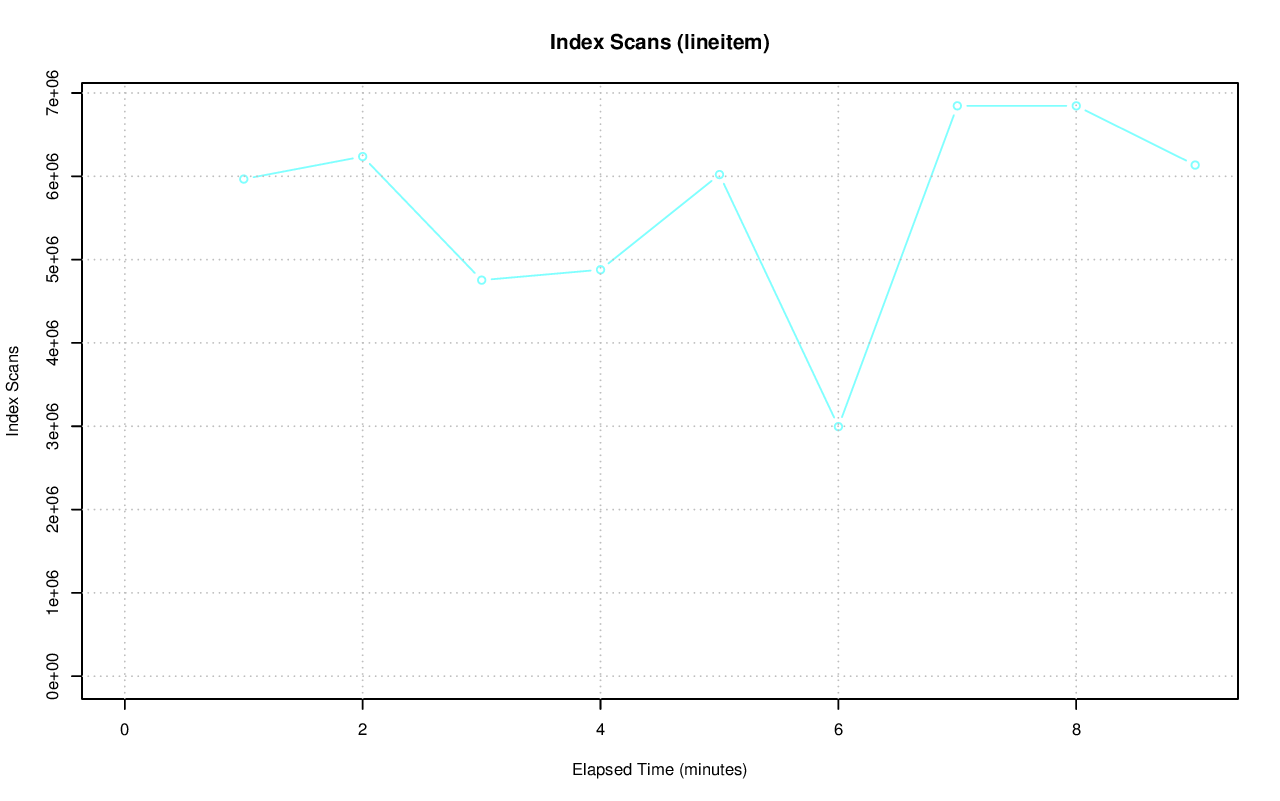 Index Scans (lineitem)
Index Scans
7e+06
6e+06
5e+06
4e+06
3e+06
2e+06
1e+06
0e+00
0 2 4 6 8
Elapsed Time (minutes)